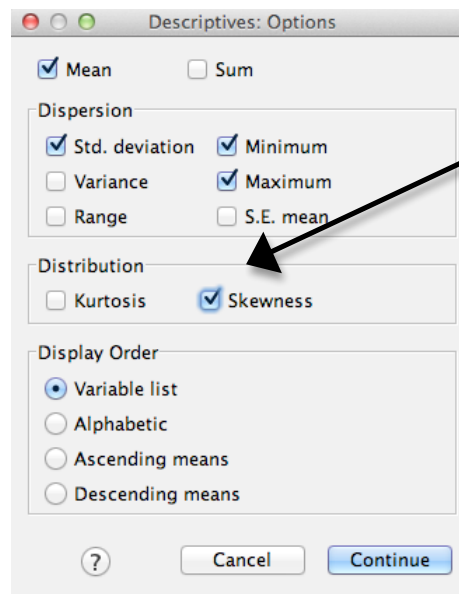 Descriptives: Options
Mean Sum
Dispersion
Std. deviation Minimum
Variance Maximum
Range S.E. mean
Distribution
Kurtosis Skewness
Display Order
Variable list
Alphabetic
Ascending means
Descending means
? Cancel Continue